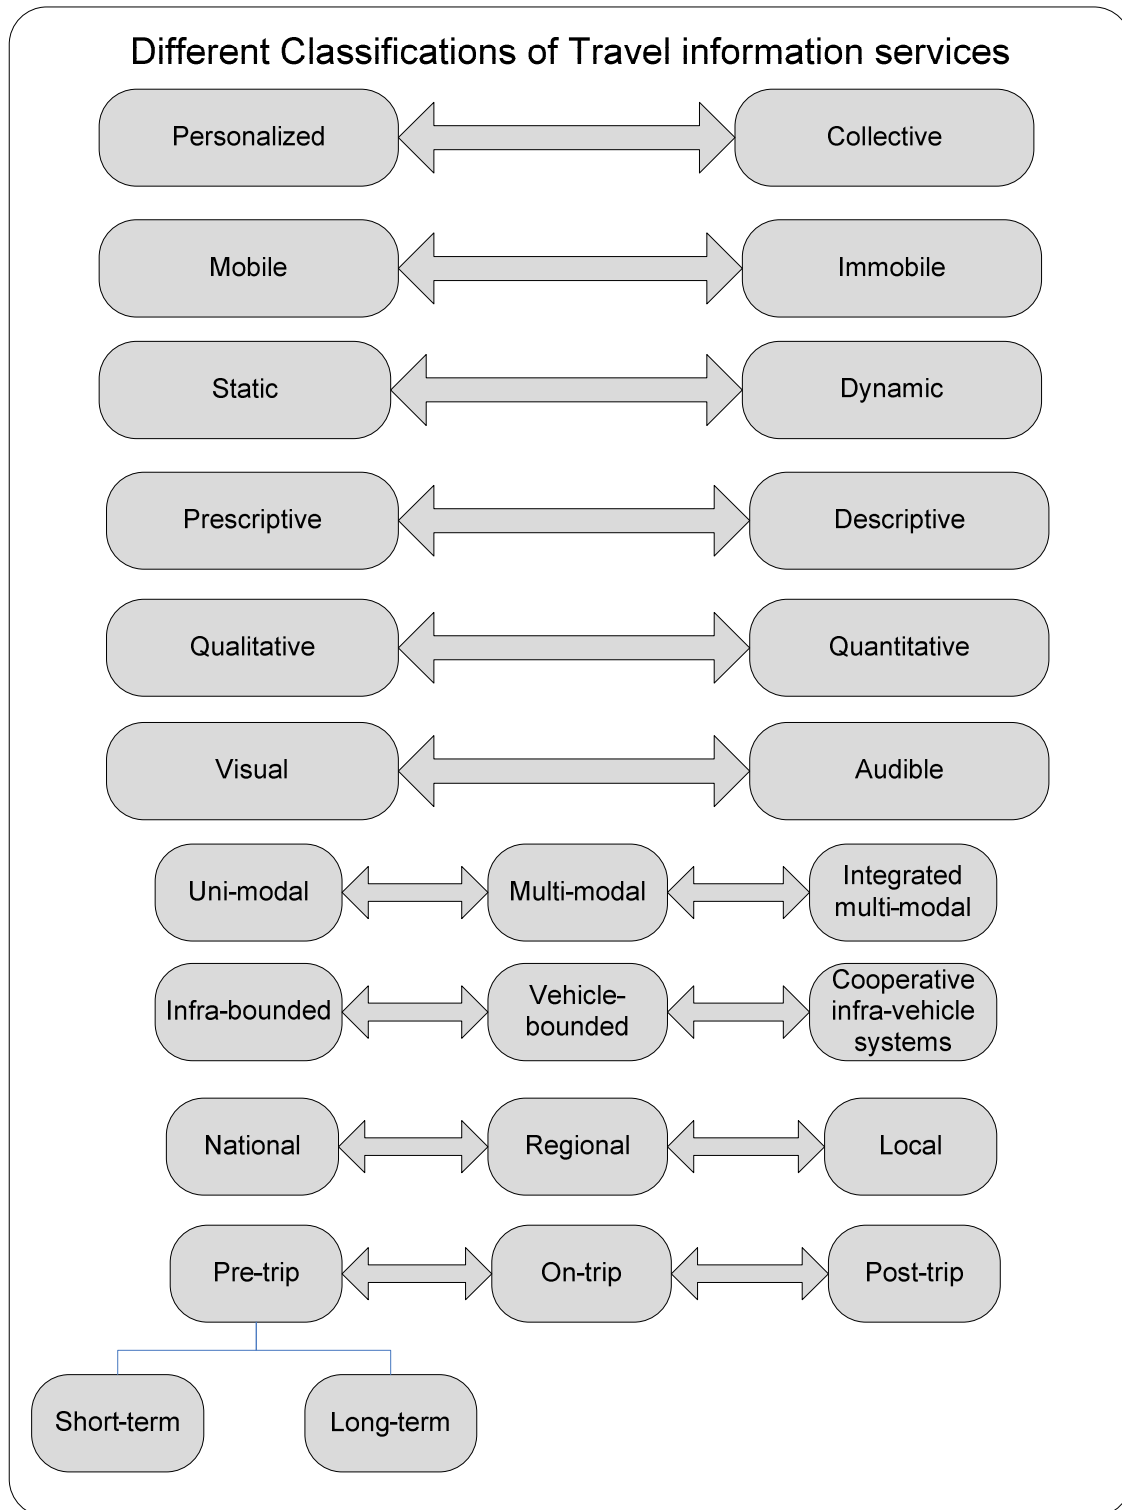 Different Classifications of Travel information services
Personalized
Collective
Mobile
Immobile
Static
Dynamic
Prescriptive
Descriptive
Qualitative
Quantitative
Visual
Audible
Uni-modal
Multi-modal
Integrated
multi-modal
Infra-bounded
Vehicle-
bounded
Cooperative
infra-vehicle
systems
National
Regional
Local
Pre-trip
On-trip
Post-trip
Short-term
Long-term